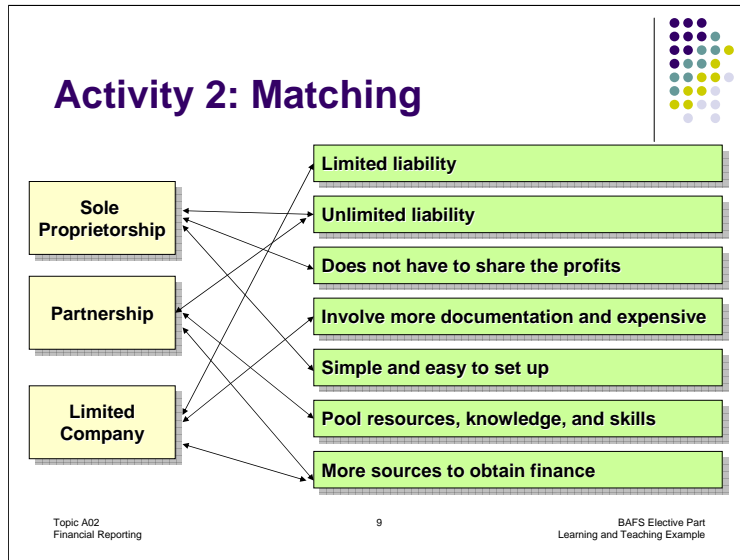 Activity 2: Matching
Sole
Proprietorship
Partnership
Limited
Company
Limited liability
Unlimited liability
Does not have to share the profits
Involve more documentation and expensive
Simple and easy to set up
Pool resources, knowledge, and skills
More sources to obtain finance
Topic A02
Financial Reporting
9
BAFS Elective Part
Learning and Teaching Example